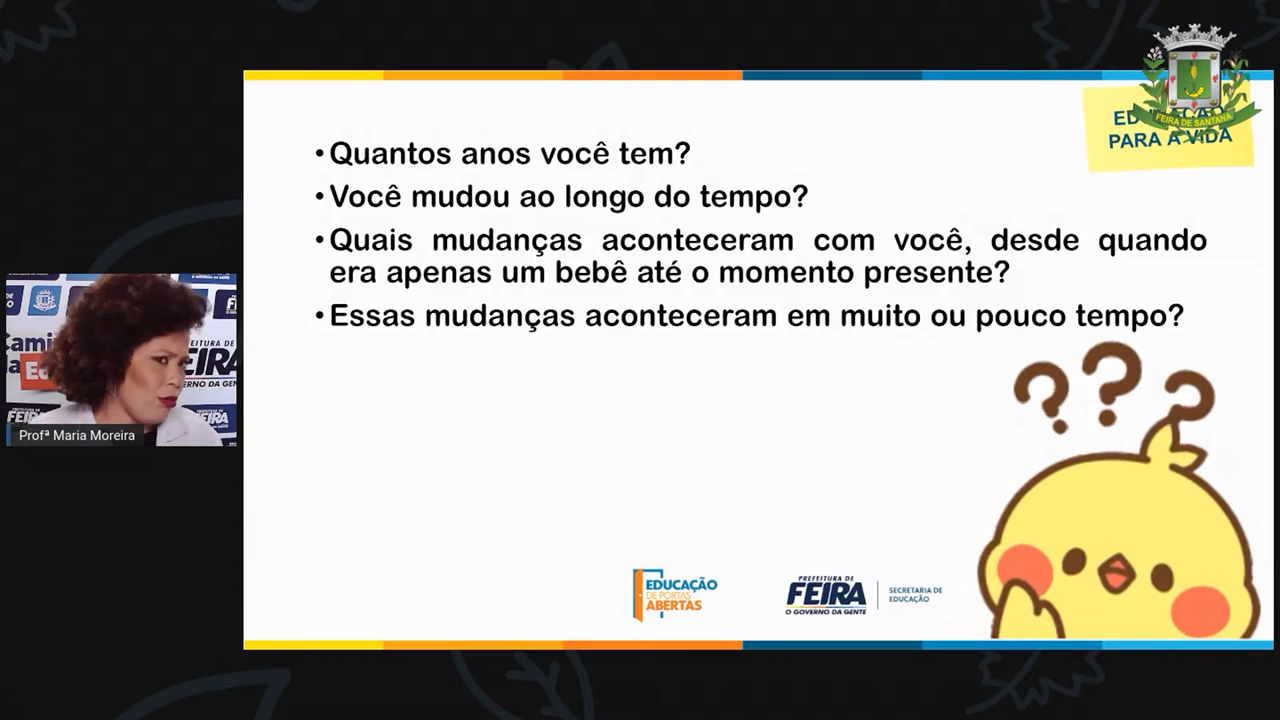 FEIRA DE SANTANA
PARA A VIDA
• Quantos anos você tem?
• Você mudou ao longo do tempo?
• Quais mudanças aconteceram com você, desde quando
era apenas um bebê até o momento presente?
• Essas mudanças aconteceram em muito ou pouco tempo?
???
Profª Maria Moreira
EDUCAÇÃO
DE PORTAS
ABERTAS
PREFEITURA DE
FEIRA
O GOVERNO DA GENTE
SECRETARIA DE
EDUCAÇÃO